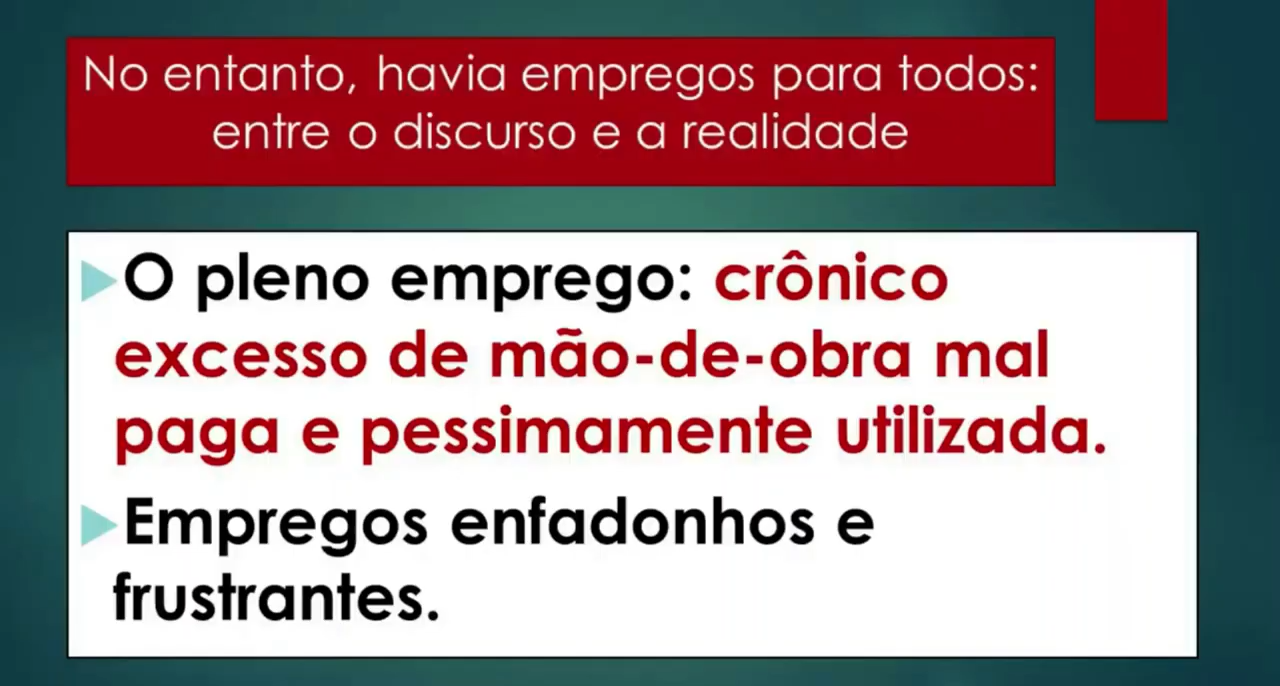 No entanto, havia empregos para todos:
entre o discurso e a realidade
O pleno emprego: crônico
excesso de mão-de-obra mal
paga e pessimamente utilizada.
Empregos enfadonhos e
frustrantes.